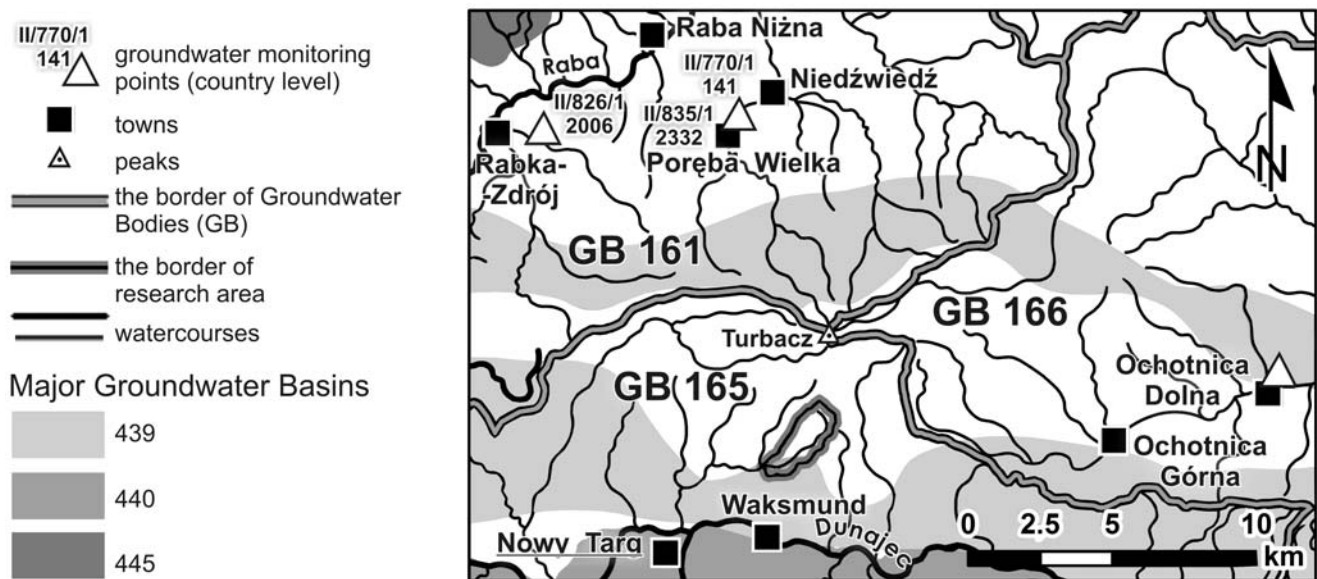 II/770/1
141
groundwater monitoring
points (country level)
towns
peaks
the border of Groundwater
Bodies (GB)
the border of
research area
watercourses
Major Groundwater Basins
439
440
445
Raba Niżna
Raba
II/770/1
141
Niedźwiedź
II/826/1
2006
II/835/1
2332
Rabka-
-Zdrój
Porębä Wielka
N
GB 161
GB 166
Turbacz
GB 165
Ochotnica
Dolna
Ochotnica
Górna
Waksmund
Dunajec
Nowy Targ
0 2.5 5 10
km